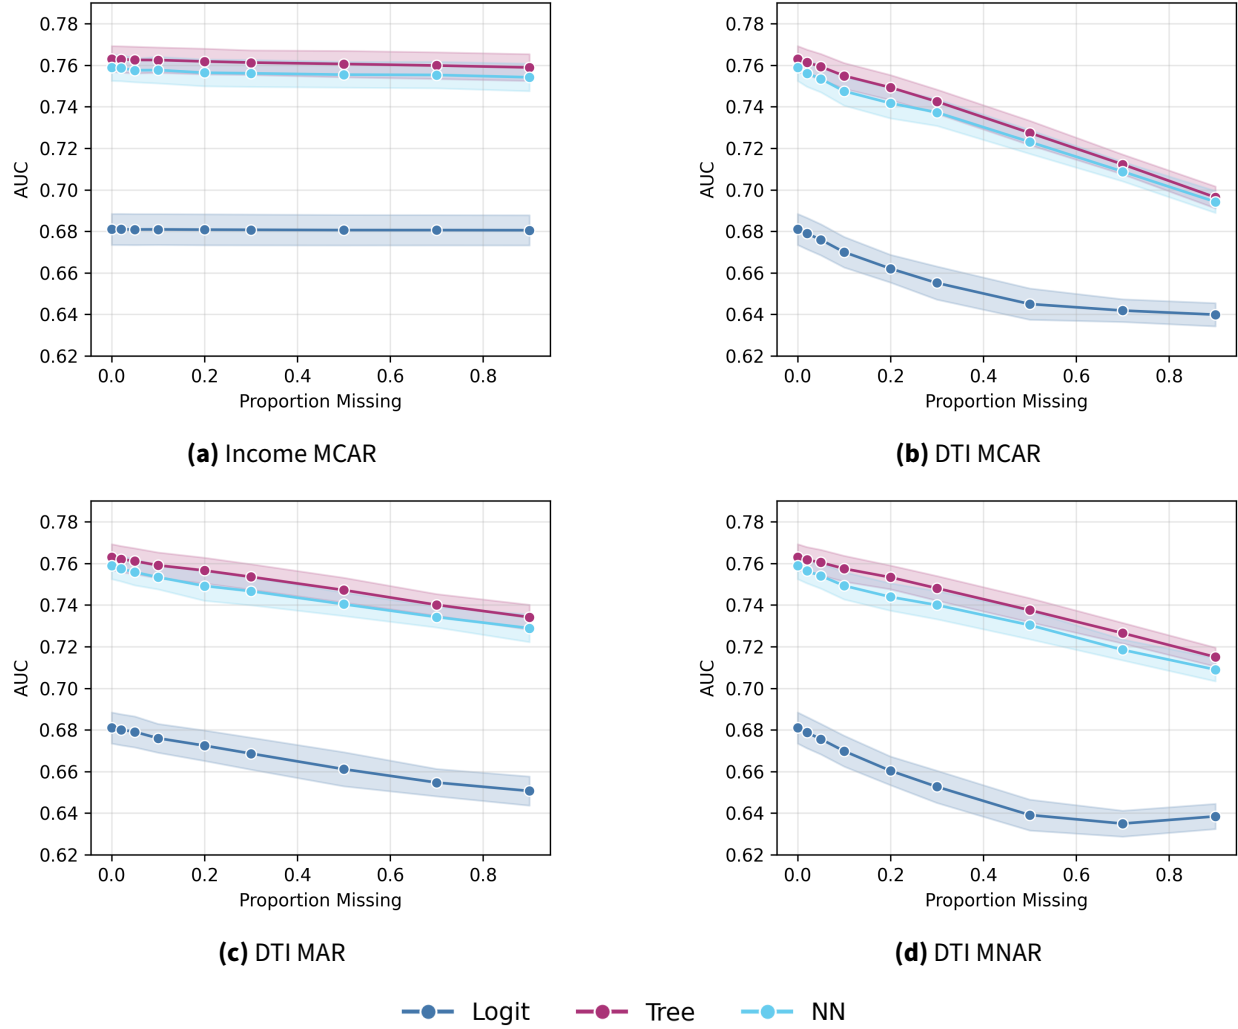 0.78
0.76
0.74
0.72
0.70
0.68
0.66
0.64
0.62
AUC
0.0 0.2 0.4 0.6 0.8
Proportion Missing
(a) Income MCAR
0.78
0.76
0.74
0.72
0.70
0.68
0.66
0.64
0.62
AUC
0.0 0.2 0.4 0.6 0.8
Proportion Missing
(b) DTI MCAR
0.78
0.76
0.74
0.72
0.70
0.68
0.66
0.64
0.62
AUC
0.0 0.2 0.4 0.6 0.8
Proportion Missing
(c) DTI MAR
0.78
0.76
0.74
0.72
0.70
0.68
0.66
0.64
0.62
AUC
0.0 0.2 0.4 0.6 0.8
Proportion Missing
(d) DTI MNAR
Logit Tree NN